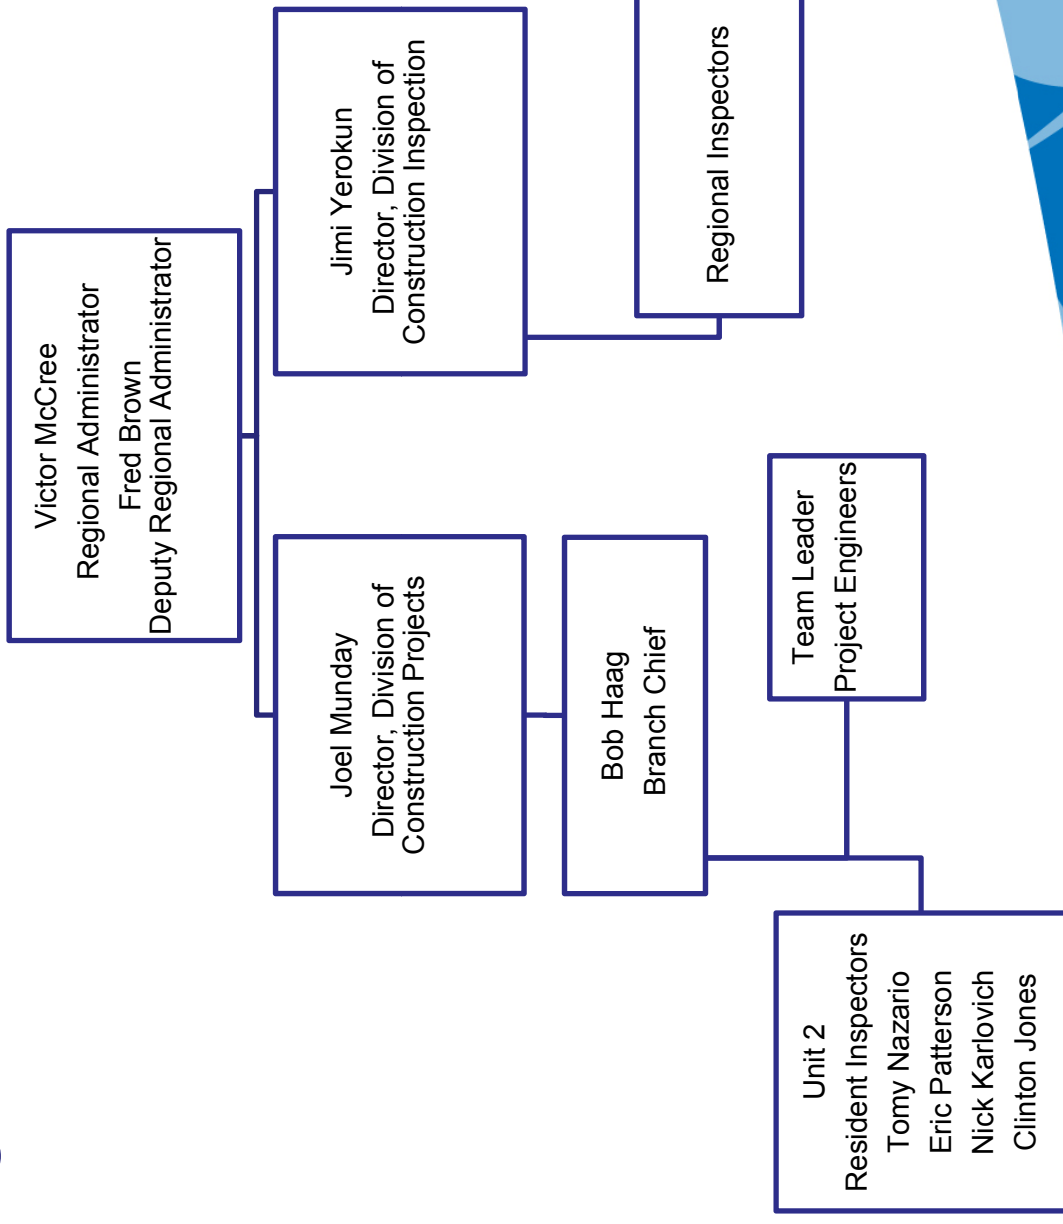 Victor McCree
Regional Administrator
Fred Brown
Deputy Regional Administrator
Joel Munday
Director, Division of
Construction Projects
Jimi Yerokun
Director, Division of
Construction Inspection
Bob Haag
Branch Chief
Regional Inspectors
Team Leader
Project Engineers
Unit 2
Resident Inspectors
Tomy Nazario
Eric Patterson
Nick Karlovich
Clinton Jones